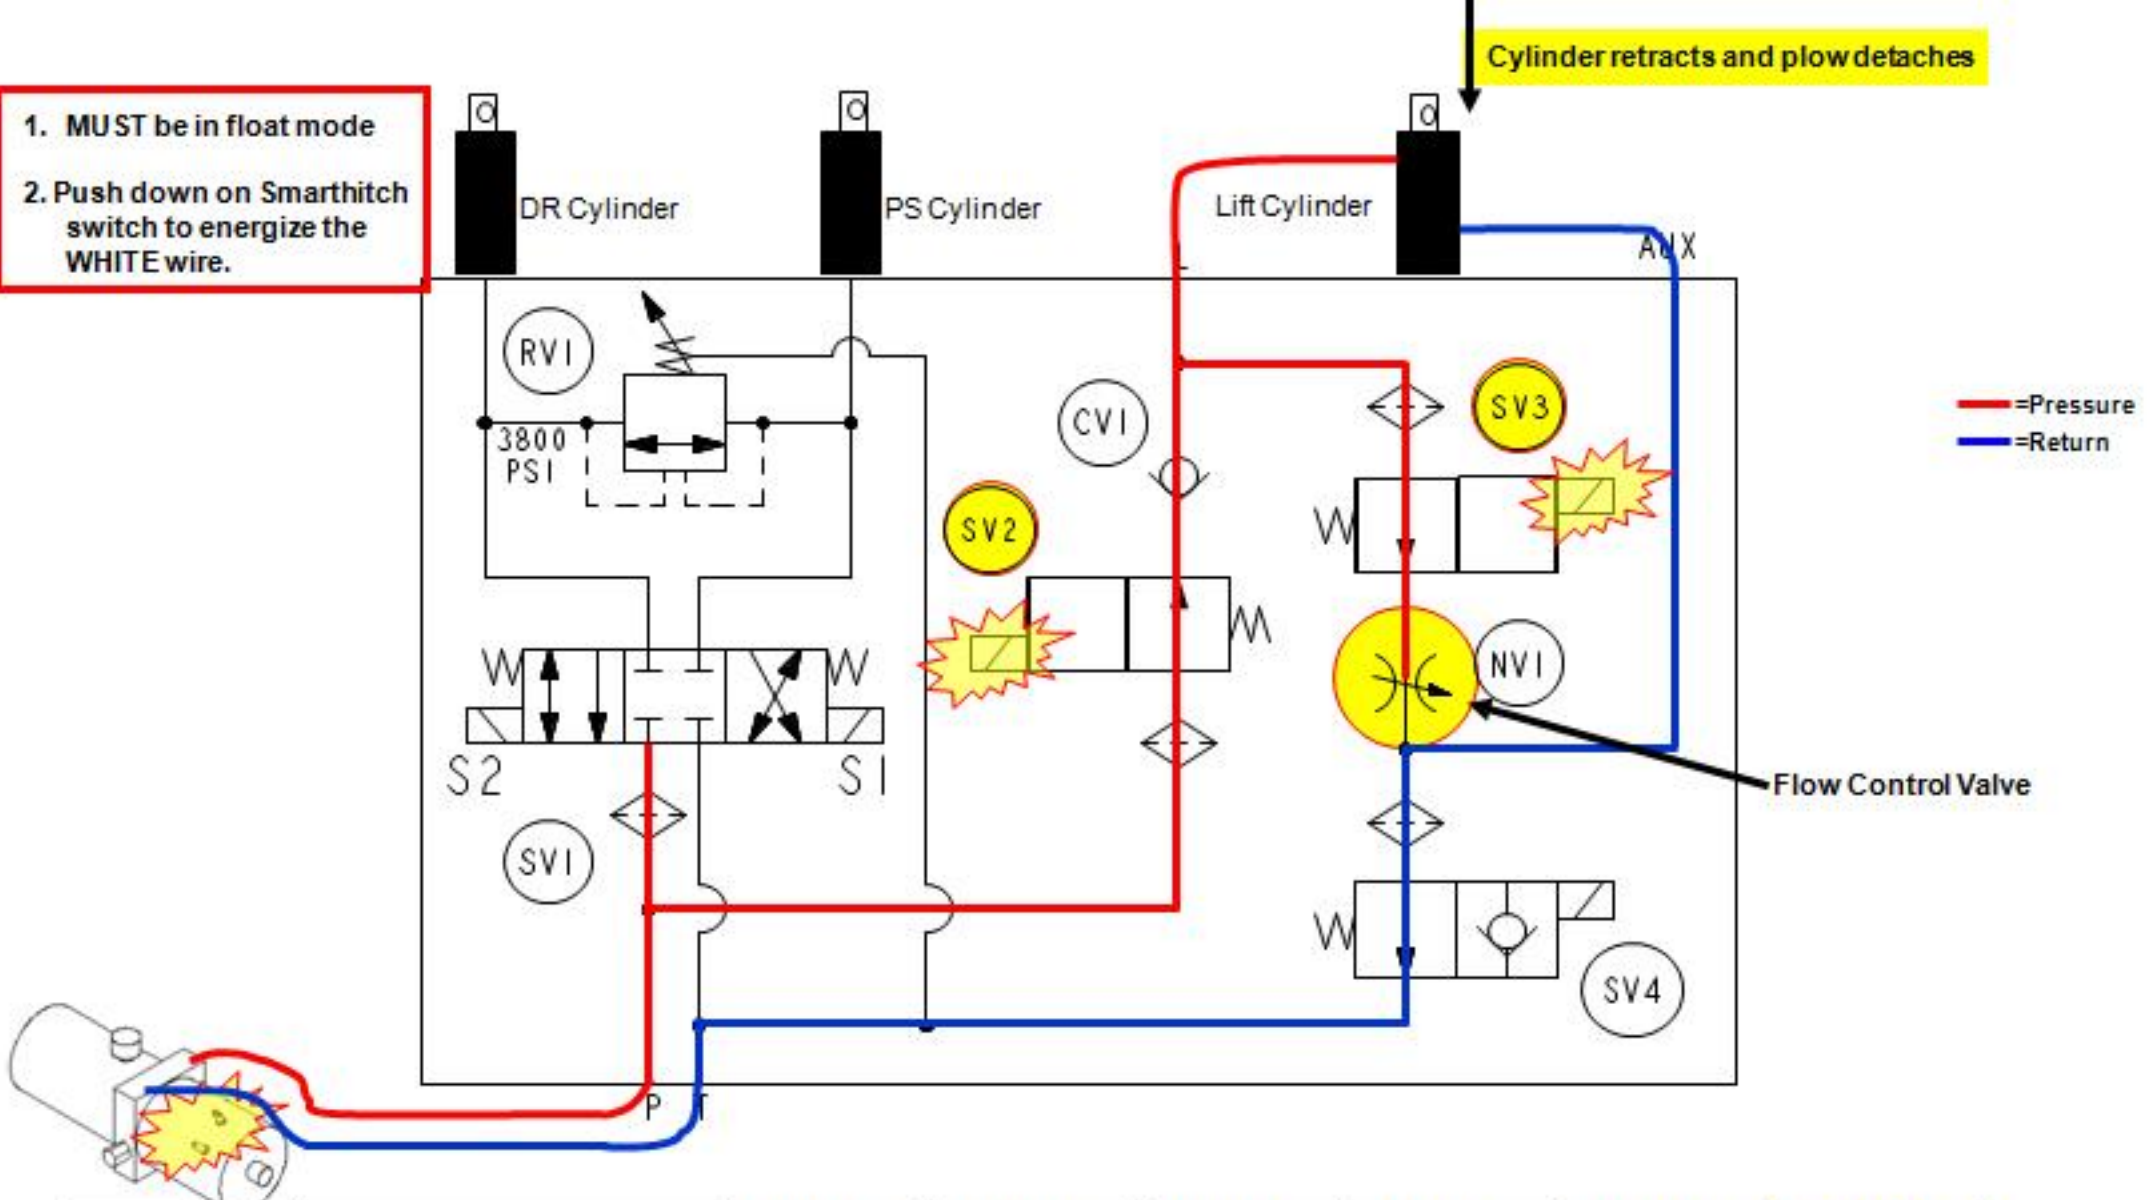 Cylinder retracts and plow detaches
1. MUST be in float mode
2. Push down on Smarthitch
switch to energize the
WHITE wire.
DR Cylinder
PS Cylinder
Lift Cylinder
AUX
L
RV1
3800
PSI
CV1
SV3
=Pressure
=Return
SV2
NV1
S2
S1
Flow Control Valve
SV1
SV4
P
T